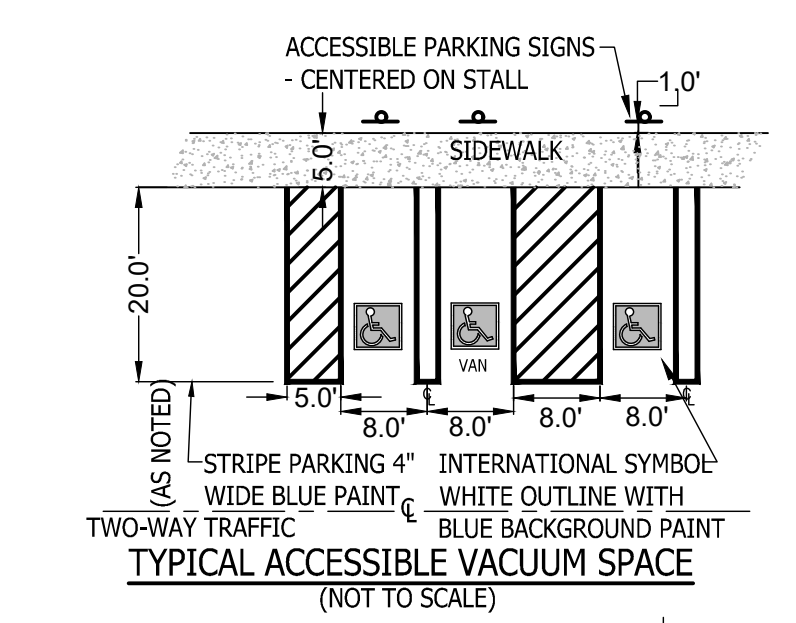 ACCESSIBLE PARKING SIGNS
- CENTERED ON STALL
1.0'
5.0'
SIDEWALK
20.0'
VAN
5.0'
8.0'
℄
8.0'
8.0'
8.0'
℄
(AS NOTED)
STRIPE PARKING 4"
WIDE BLUE PAINT
INTERNATIONAL SYMBOL
WHITE OUTLINE WITH
BLUE BACKGROUND PAINT
℄
TWO-WAY TRAFFIC
TYPICAL ACCESSIBLE VACUUM SPACE
(NOT TO SCALE)